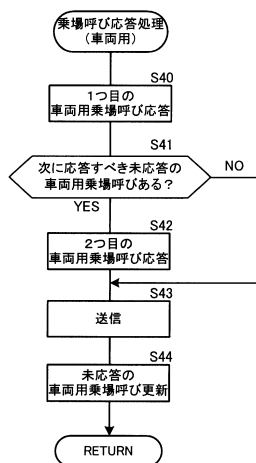 乗場呼び応答処理
(車両用)
S40
1つ目の
車両用乗場呼び応答
S41
次に応答すべき未応答の
車両用乗場呼びある?
NO
YES
S42
2つ目の
車両用乗場呼び応答
S43
送信
S44
未応答の
車両用乗場呼び更新
RETURN